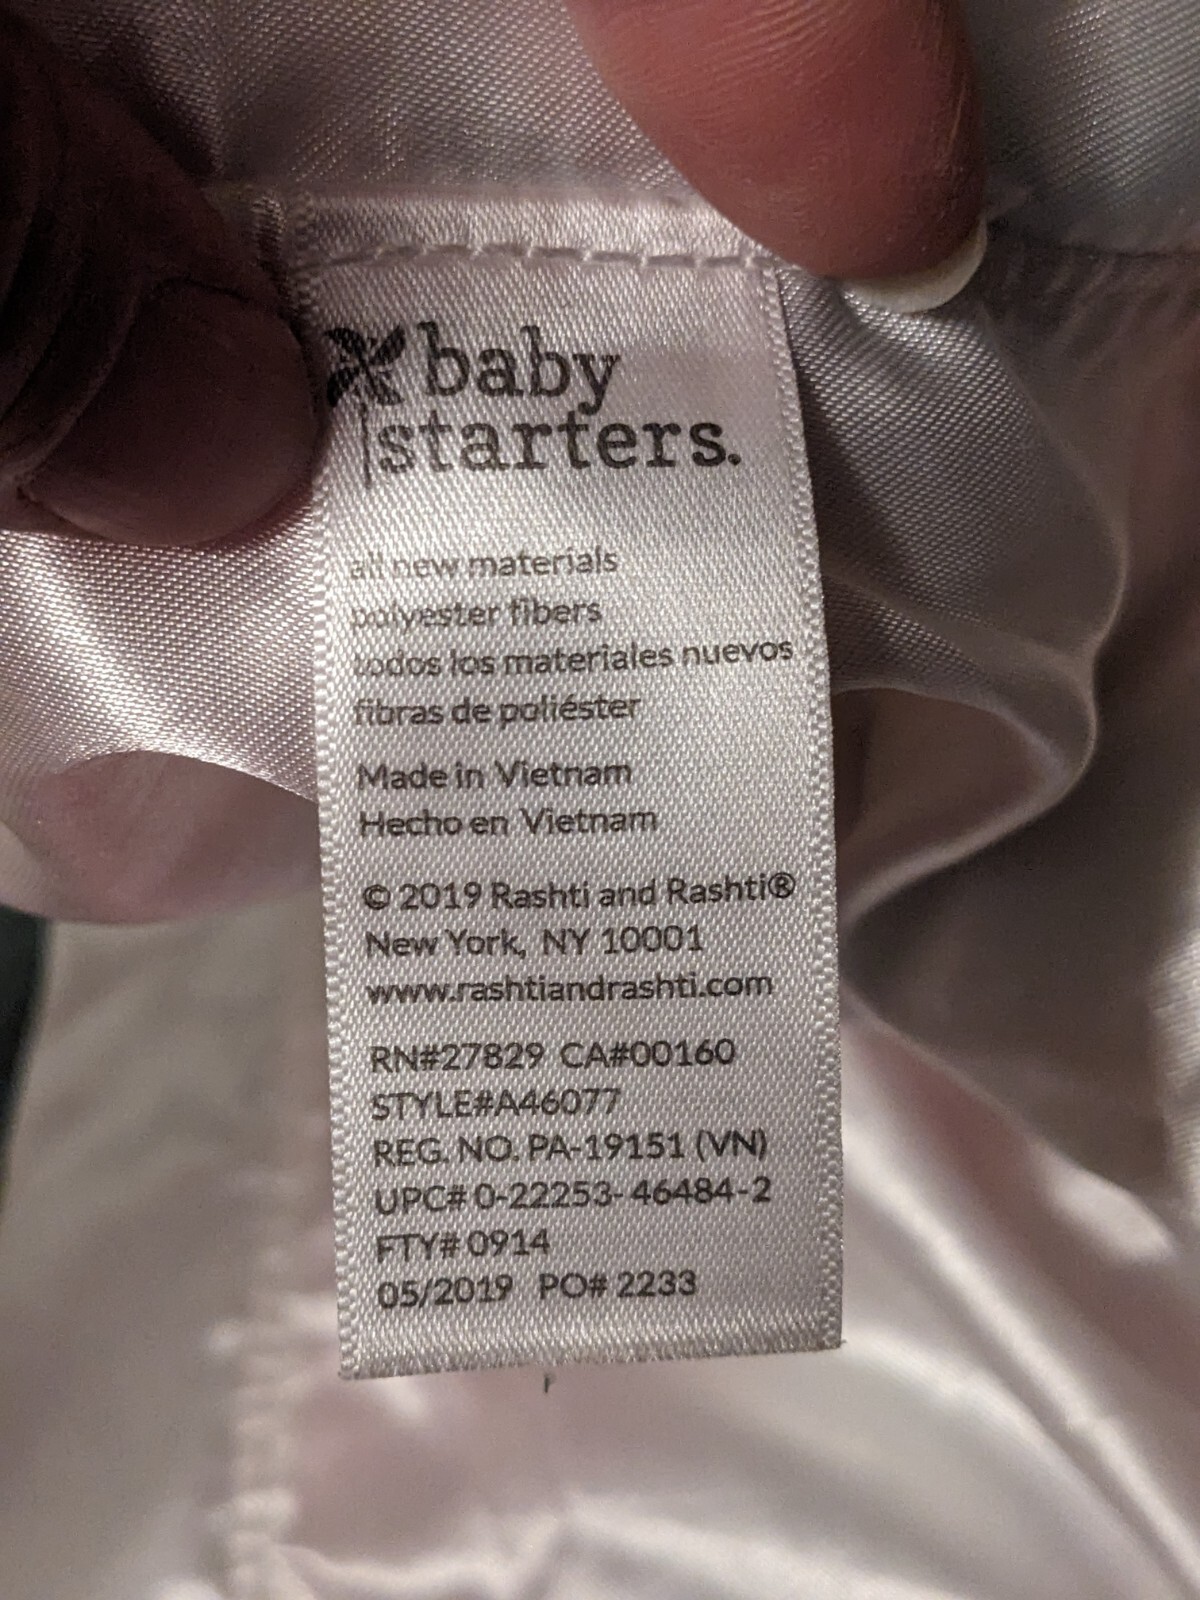 baby
starters.
all new materials
polyester fibers
todos los materiales nuevos
fibras de poliéster
Made in Vietnam
Hecho en Vietnam
© 2019 Rashti and Rashti®
New York, NY 10001
www.rashtiandrashti.com
RN#27829 CA#00160
STYLE#A46077
REG. NO. PA-19151 (VN)
UPC# 0-22253-46484-2
FTY# 0914
05/2019 PO# 2233